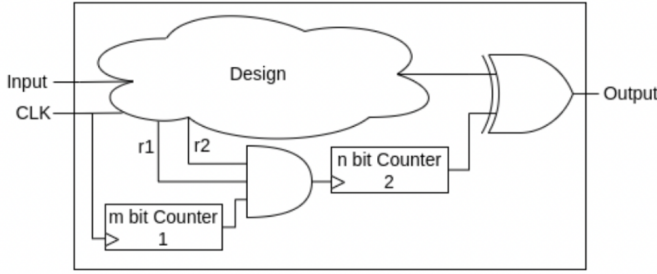 Design
Input
Output
CLK
r1
r2
n bit Counter
2
m bit Counter
1